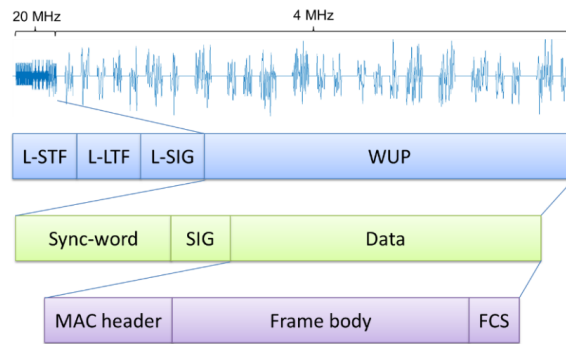 20 MHz 4 MHz
L-STF L-LTF L-SIG WUP
Sync-word SIG Data
MAC header Frame body FCS